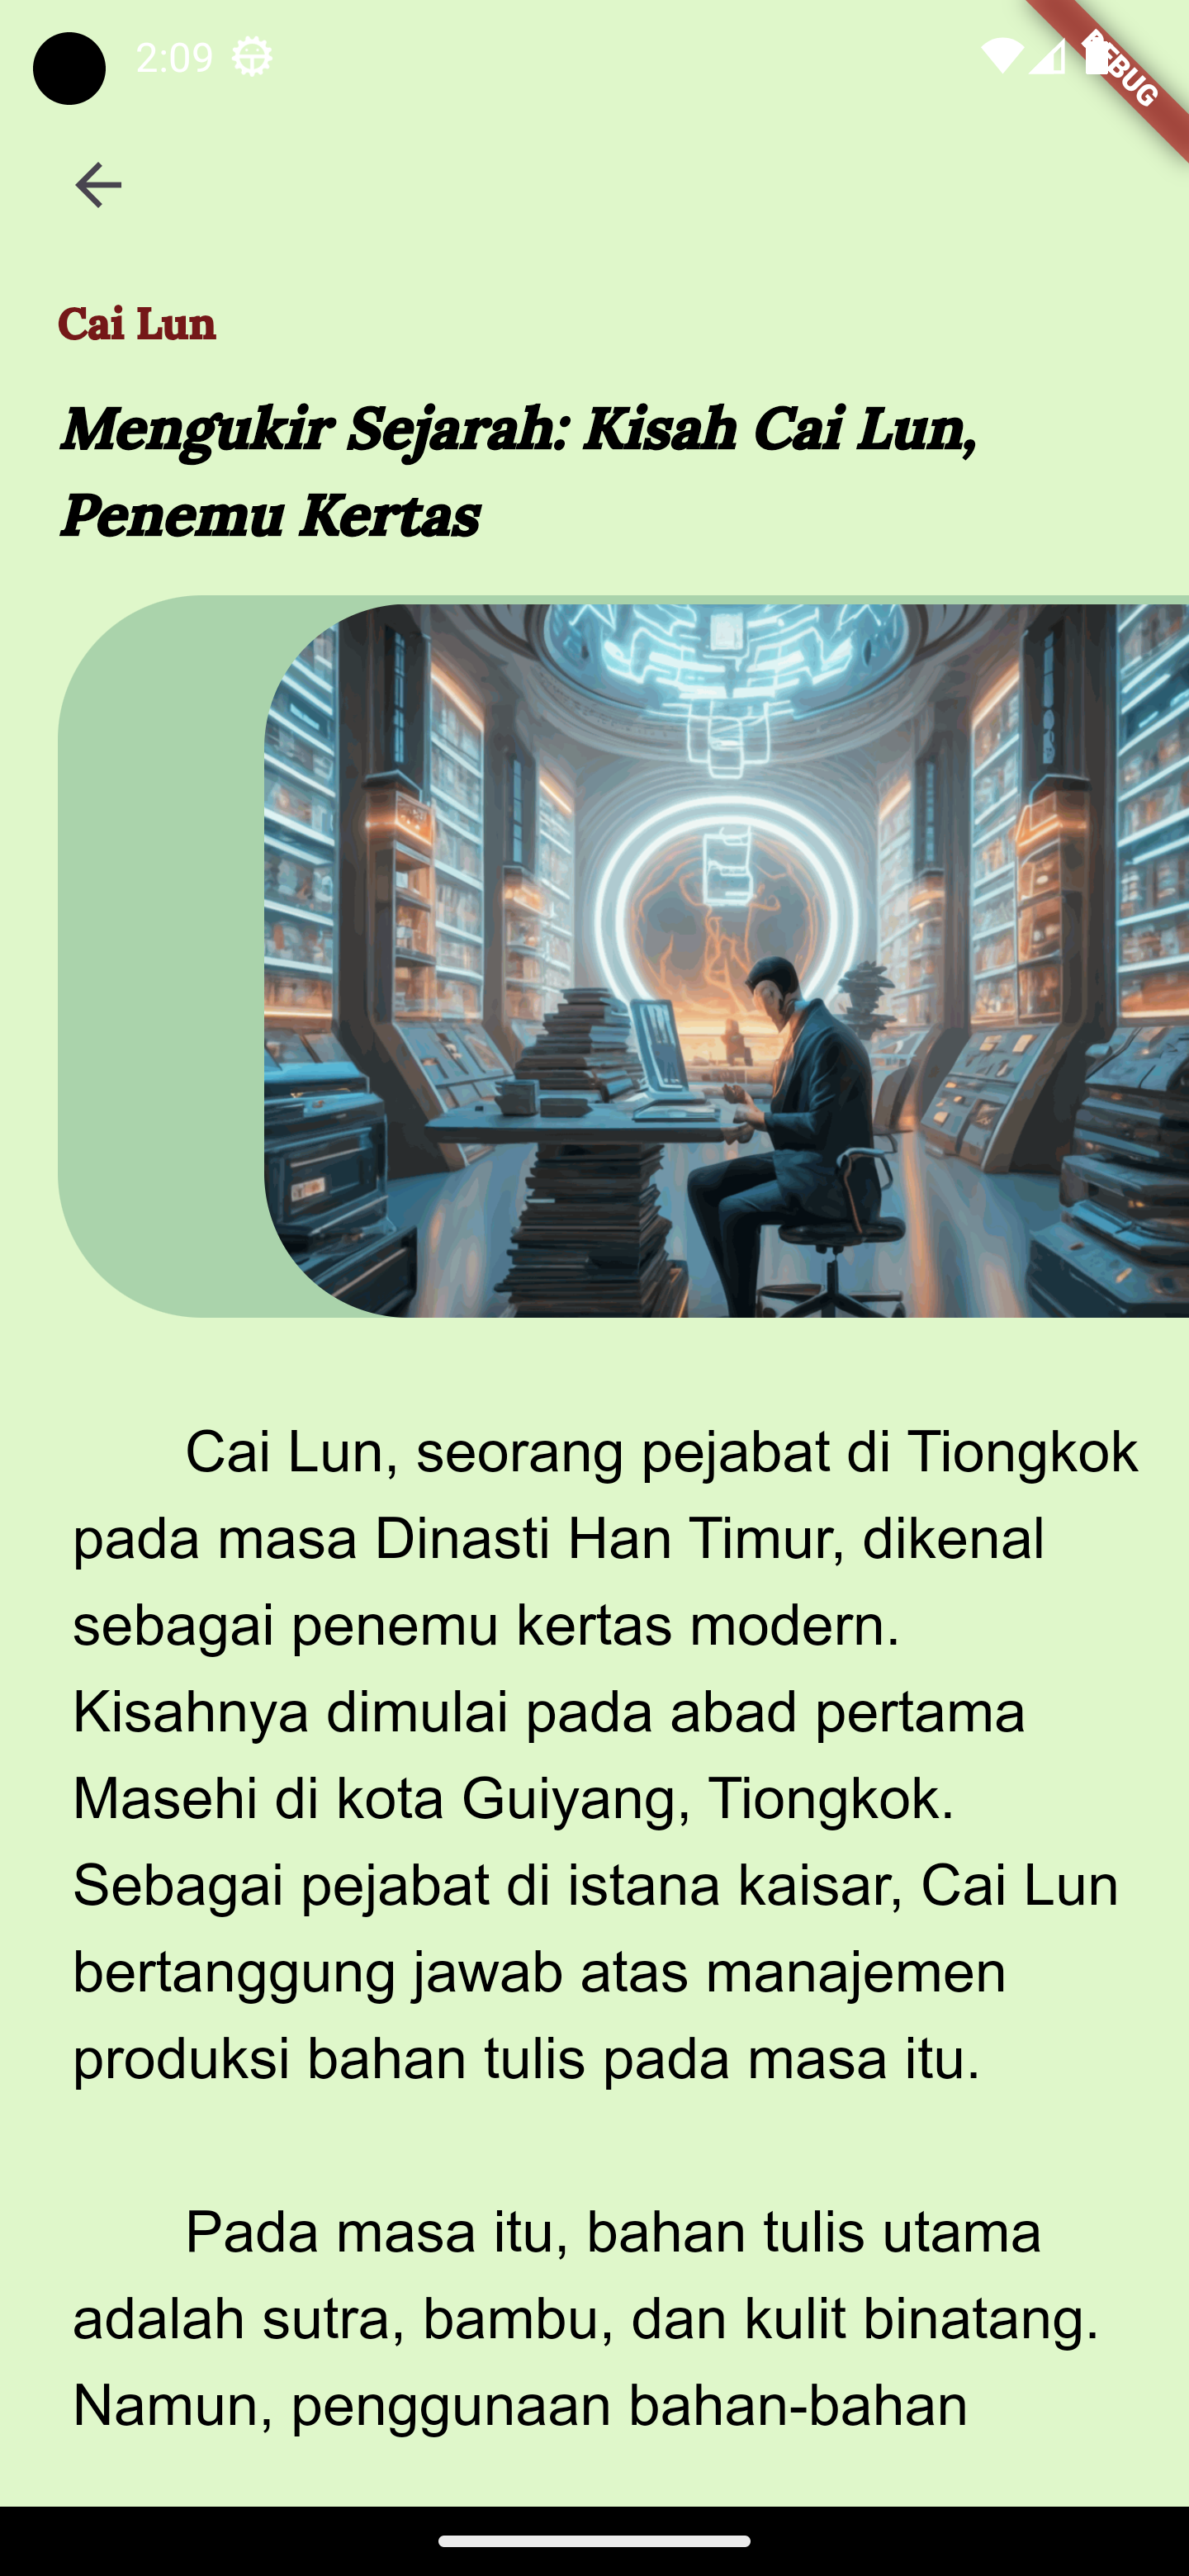 2:09
DEBUG
Cai Lun
Mengukir Sejarah: Kisah Cai Lun,
Penemu Kertas
Cai Lun, seorang pejabat di Tiongkok
pada masa Dinasti Han Timur, dikenal
sebagai penemu kertas modern.
Kisahnya dimulai pada abad pertama
Masehi di kota Guiyang, Tiongkok.
Sebagai pejabat di istana kaisar, Cai Lun
bertanggung jawab atas manajemen
produksi bahan tulis pada masa itu.
Pada masa itu, bahan tulis utama
adalah sutra, bambu, dan kulit binatang.
Namun, penggunaan bahan-bahan